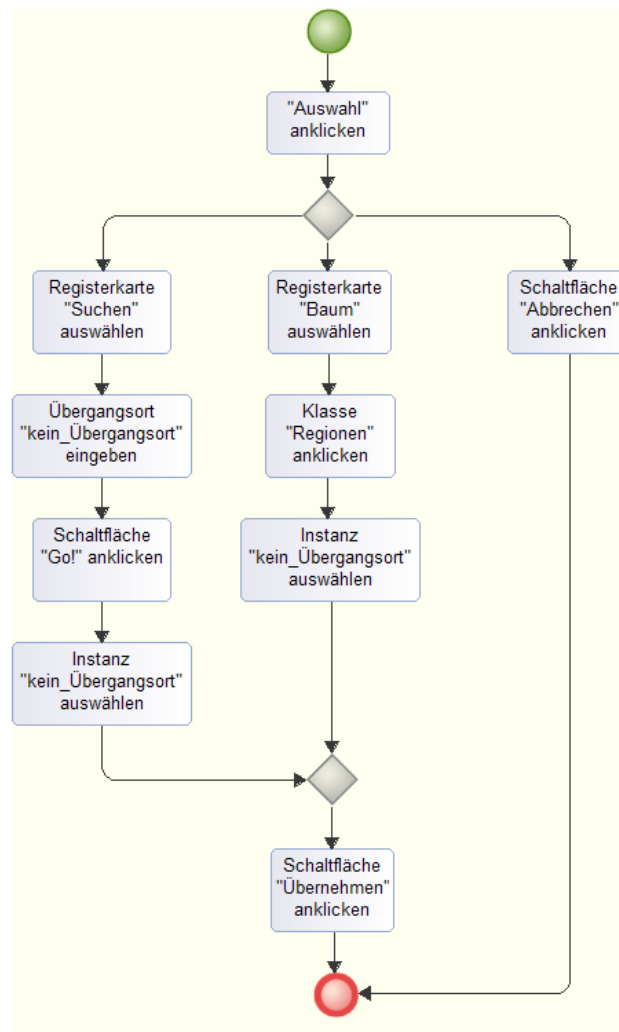 "Auswahl"
anklicken
Registerkarte
"Suchen"
auswählen
Registerkarte
"Baum"
auswählen
Schaltfläche
"Abbrechen"
anklicken
Übergangsort
"kein_Übergangsort"
eingeben
Klasse
"Regionen"
anklicken
Schaltfläche
"Go!" anklicken
Instanz
"kein_Übergangsort"
auswählen
Instanz
"kein_Übergangsort"
auswählen
Schaltfläche
"Übernehmen"
anklicken